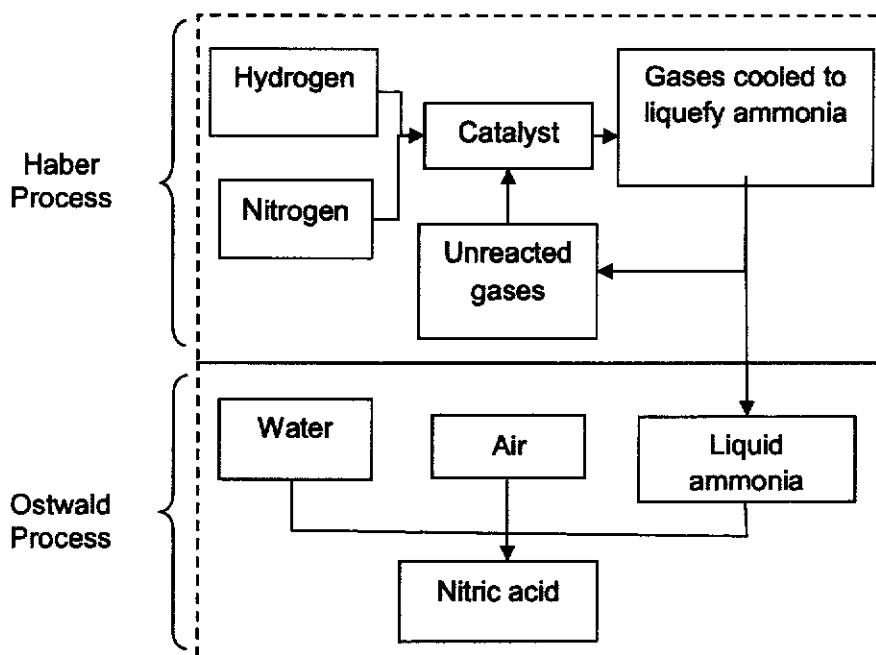 Haber
Process
Hydrogen
Nitrogen
Catalyst
Unreacted
gases
Gases cooled to
liquefy ammonia
Ostwald
Process
Water
Air
Liquid
ammonia
Nitric acid